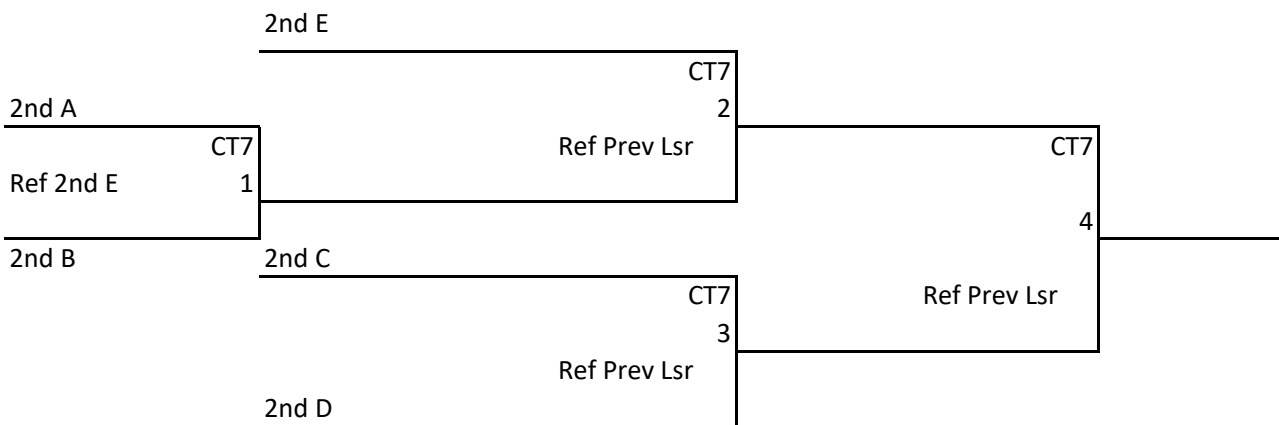 2nd E
CT7
2nd A
2
CT7
Ref Prev Lsr
CT7
Ref 2nd E
1
4
2nd B
2nd C
CT7
Ref Prev Lsr
3
Ref Prev Lsr
2nd D